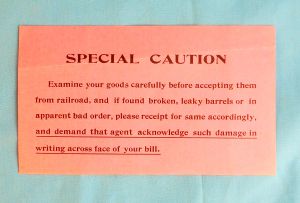 SPECIAL CAUTION
Examine your goods carefully before accepting them
from railroad, and if found broken, leaky barrels or in
apparent bad order, please receipt for same accordingly,
and demand that agent acknowledge such damage in
writing across face of your bill.